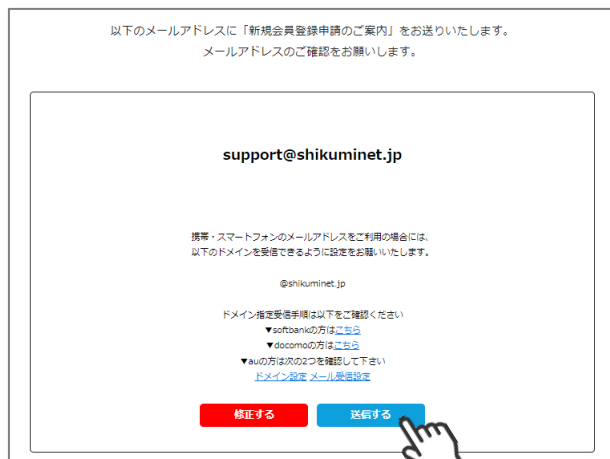 以下のメールアドレスに「新規会員登録申請のご案内」をお送りいたします。
メールアドレスのご確認をお願いします。
support@shikuminet.jp
携帯・スマートフォンのメールアドレスをご利用の場合には、
以下のドメインを受信できるように設定をお願いいたします。
@shikuminet.jp
ドメイン指定受信手順は以下をご確認ください
▼softbankの方はこちら
▼docomoの方はこちら
▼auの方は次の2つを確認して下さい
ドメイン設定 メール受信設定
修正する 送信する